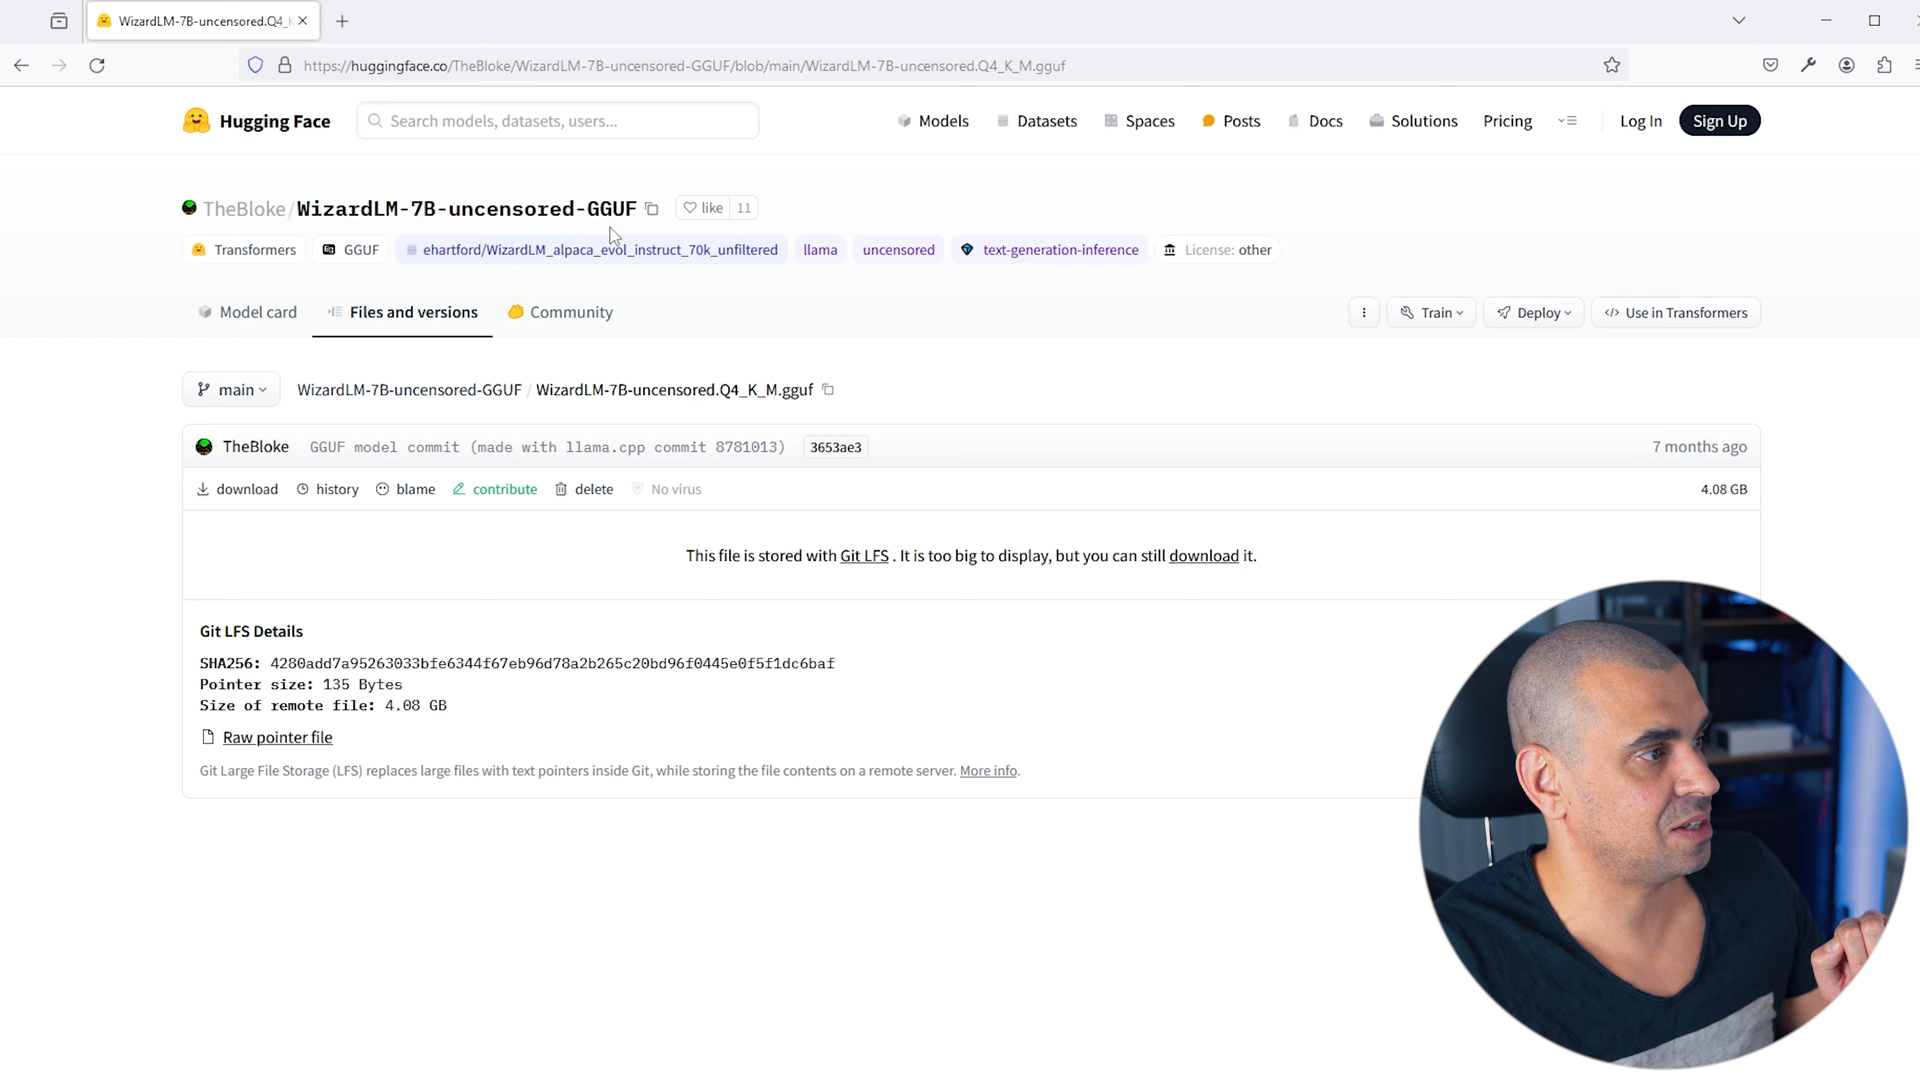 WizardLM-7B-uncensored.Q4_
https://huggingface.co/TheBloke/WizardLM-7B-uncensored-GGUF/blob/main/WizardLM-7B-uncensored.Q4_K_M.gguf
Hugging Face
Search models, datasets, users...
Models
Datasets
Spaces
Posts
Docs
Solutions
Pricing
Log In
Sign Up
TheBloke/WizardLM-7B-uncensored-GGUF
like 11
Transformers
GGUF
ehartford/WizardLM_alpaca_evol_instruct_70k_unfiltered
llama
uncensored
text-generation-inference
License: other
Model card
Files and versions
Community
Train
Deploy
Use in Transformers
main
WizardLM-7B-uncensored-GGUF / WizardLM-7B-uncensored.Q4_K_M.gguf
TheBloke GGUF model commit (made with llama.cpp commit 8781013) 3653ae3 7 months ago
download history blame contribute delete No virus 4.08 GB
This file is stored with Git LFS . It is too big to display, but you can still download it.
Git LFS Details
SHA256: 4280add7a95263033bfe6344f67eb96d78a2b265c20bd96f0445e0f5f1dc6baf
Pointer size: 135 Bytes
Size of remote file: 4.08 GB
Raw pointer file
Git Large File Storage (LFS) replaces large files with text pointers inside Git, while storing the file contents on a remote server. More info.